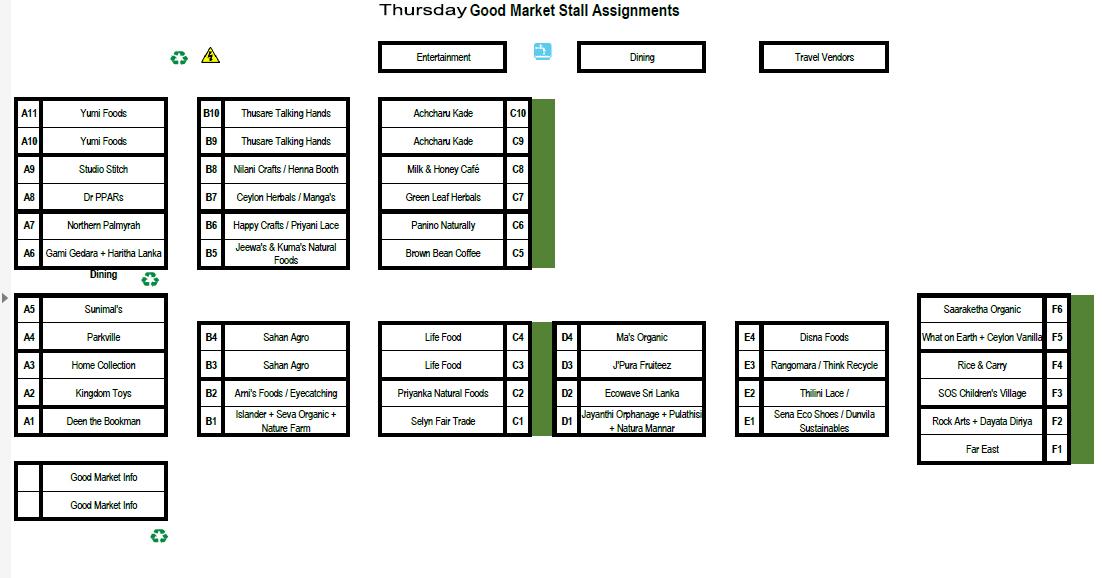 Thursday Good Market Stall Assignments
Entertainment
Dining
Travel Vendors
A11 Yumi Foods
A10 Yumi Foods
A9 Studio Stitch
A8 Dr PPARs
A7 Northern Palmyrah
A6 Gami Gedara + Haritha Lanka
Dining
B10 Thusare Talking Hands
B9 Thusare Talking Hands
B8 Nilani Crafts / Henna Booth
B7 Ceylon Herbals / Manga's
B6 Happy Crafts / Priyani Lace
B5 Jeewa's & Kuma's Natural
Foods
Achcharu Kade C10
Achcharu Kade C9
Milk & Honey Café C8
Green Leaf Herbals C7
Panino Naturally C6
Brown Bean Coffee C5
A5 Sunimal's
A4 Parkville
A3 Home Collection
A2 Kingdom Toys
A1 Deen the Bookman
B4 Sahan Agro
B3 Sahan Agro
B2 Ami's Foods / Eyecatching
B1 Islander + Seva Organic +
Nature Farm
Life Food C4
Life Food C3
Priyanka Natural Foods C2
Selyn Fair Trade C1
D4 Ma's Organic
D3 J'Pura Fruiteez
D2 Ecowave Sri Lanka
D1 Jayanthi Orphanage + Pulathisi
+ Natura Mannar
E4 Disna Foods
E3 Rangomara / Think Recycle
E2 Thilini Lace /
E1 Sena Eco Shoes / Dunvila
Sustainables
Saaraketha Organic F6
What on Earth + Ceylon Vanilla F5
Rice & Carry F4
SOS Children's Village F3
Rock Arts + Dayata Diriya F2
Far East F1
Good Market Info
Good Market Info